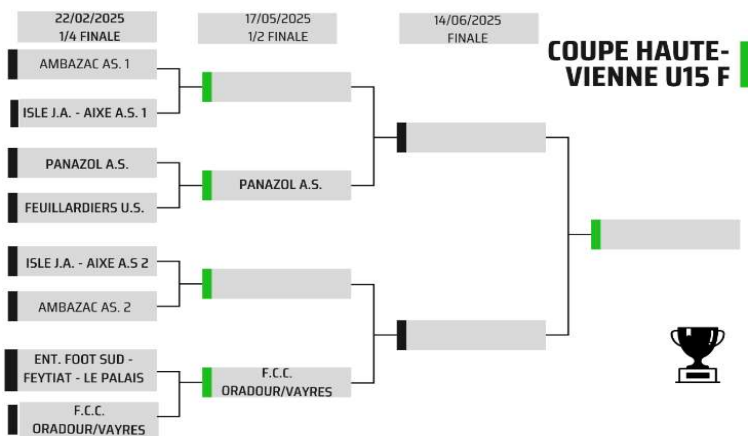 22/02/2025
1/4 FINALE
17/05/2025
1/2 FINALE
14/06/2025
FINALE
COUPE HAUTE-
VIENNE U15 F
AMBAZAC AS. 1
ISLE J.A. - AIXE A.S. 1
PANAZOL A.S.
FEUILLARDIERS U.S.
ISLE J.A. - AIXE A.S 2
AMBAZAC AS. 2
ENT. FOOT SUD -
FEYTIAT - LE PALAIS
F.C.C.
ORADOUR/VAYRES
PANAZOL A.S.
F.C.C.
ORADOUR/VAYRES